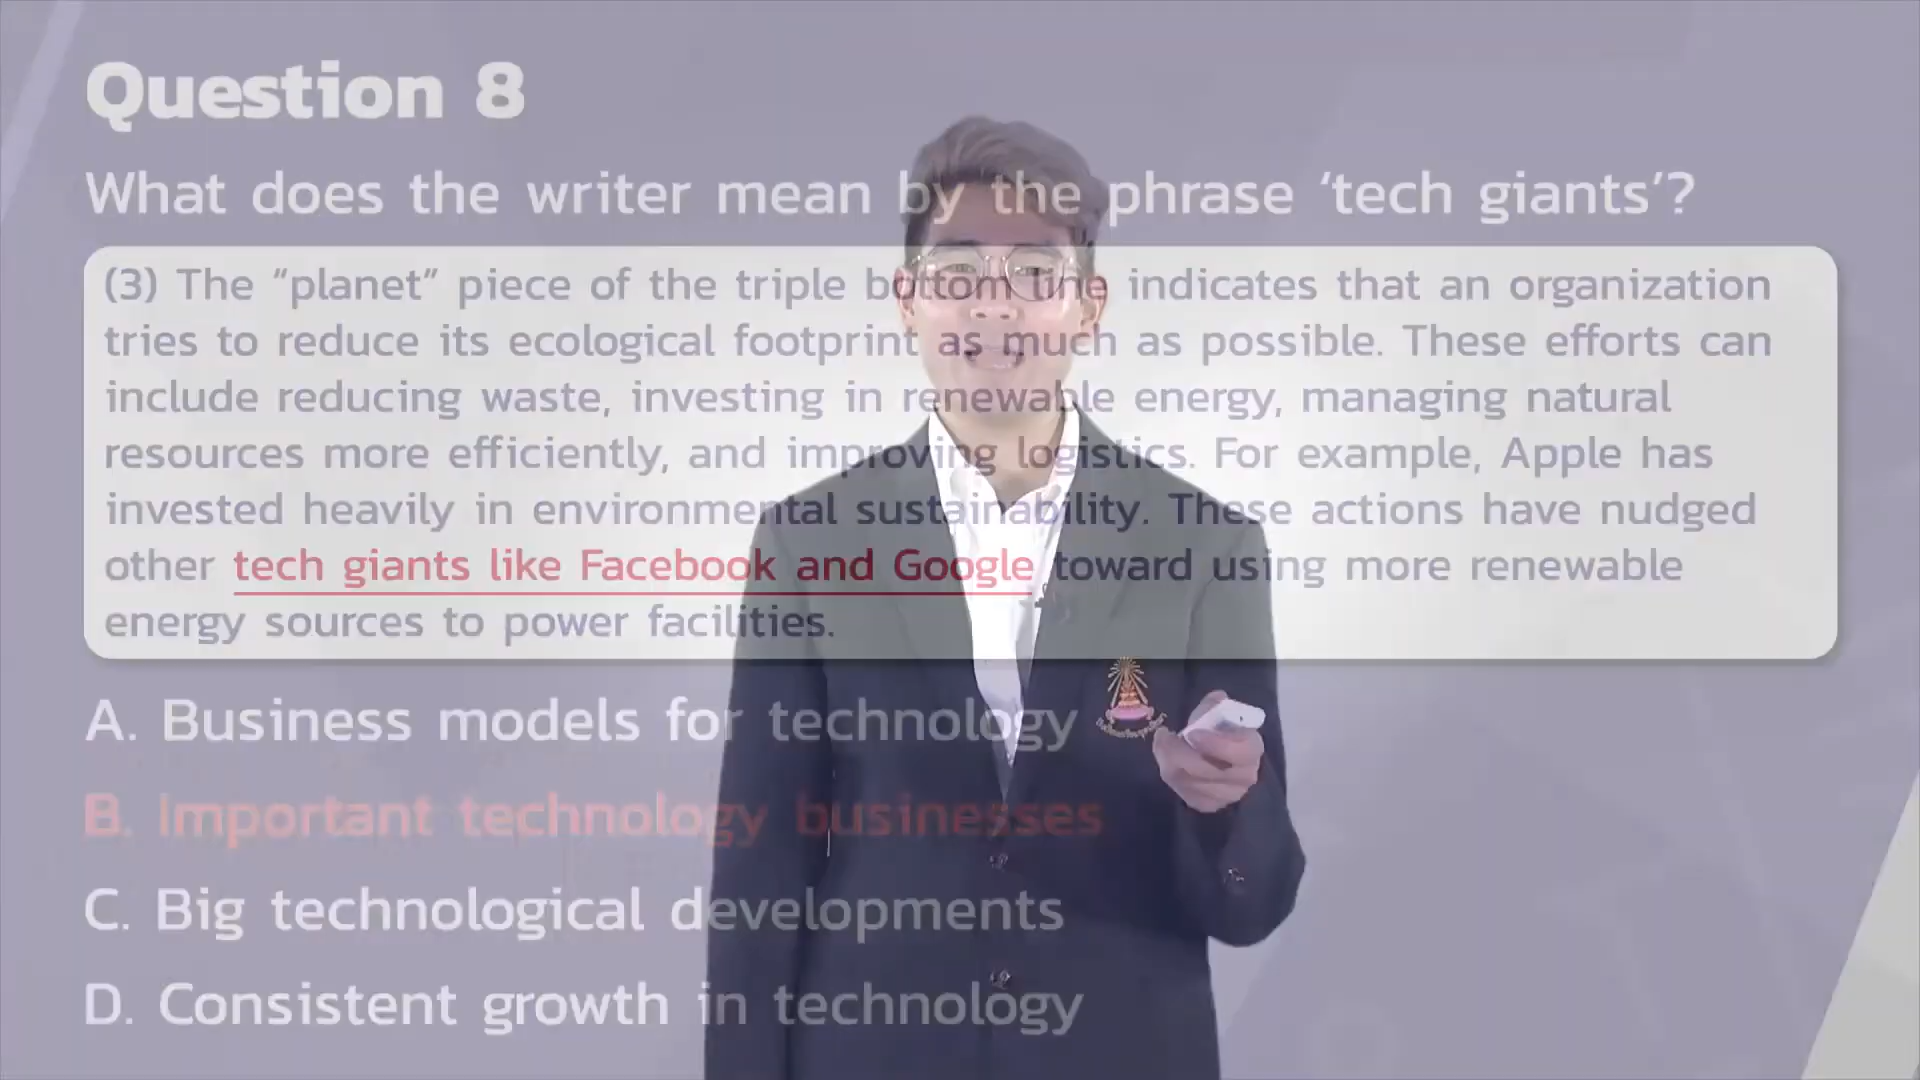 Question 8
What does the writer mean by the phrase ‘tech giants’?
(3) The “planet” piece of the triple bottom line indicates that an organization
tries to reduce its ecological footprint as much as possible. These efforts can
include reducing waste, investing in renewable energy, managing natural
resources more efficiently, and improving logistics. For example, Apple has
invested heavily in environmental sustainability. These actions have nudged
other tech giants like Facebook and Google toward using more renewable
energy sources to power facilities.
A. Business models for technology
B. Important technology businesses
C. Big technological developments
D. Consistent growth in technology